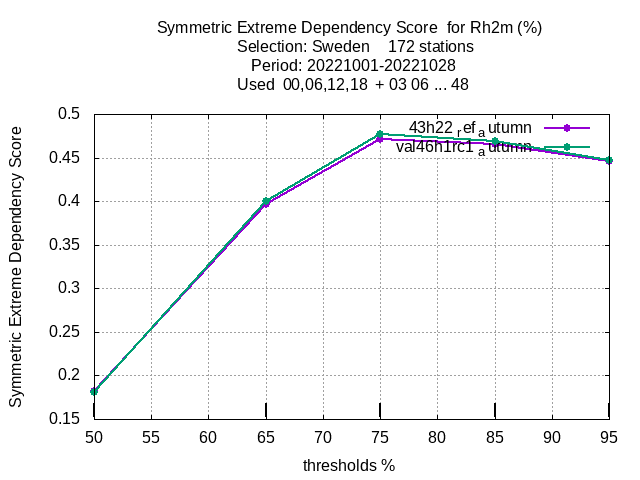 Symmetric Extreme Dependency Score for Rh2m (%)
Selection: Sweden 172 stations
Period: 20221001-20221028
Used 00,06,12,18 + 03 06 ... 48
43h22_ref_autumn
val46h1rc1_autumn
Symmetric Extreme Dependency Score
0.5
0.45
0.4
0.35
0.3
0.25
0.2
0.15
50 55 60 65 70 75 80 85 90 95
thresholds %